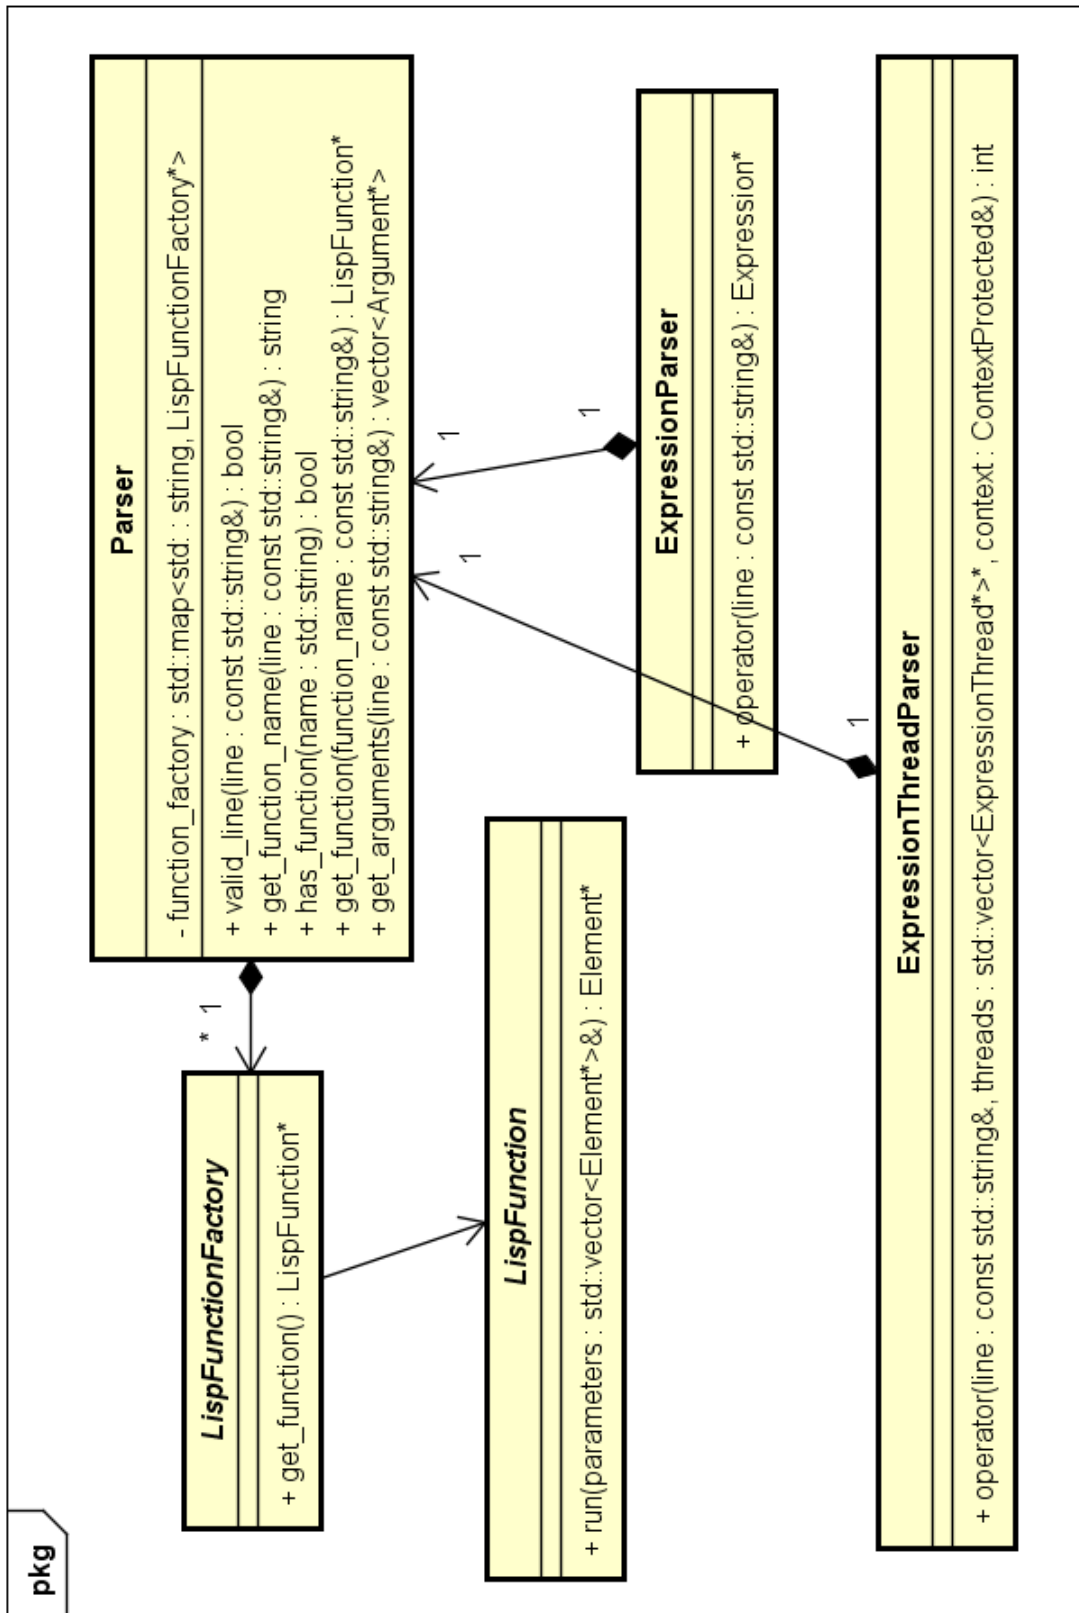 pkg
LispFunctionFactory
+ get_function() : LispFunction*
* 1
Parser
- function_factory : std::map<std: : string, LispFunctionFactory*>
+ valid_line(line : const std::string&) : bool
+ get_function_name(line : const std::string&) : string
+ has_function(name : std::string) : bool
+ get_function(function_name : const std::string&) : LispFunction*
+ get_arguments(line : const std::string&) : vector<Argument*>
1
1
LispFunction
+ run(parameters : std::vector<Element*>&) : Element*
1
ExpressionParser
+ operator(line : const std::string&) : Expression*
1
ExpressionThreadParser
+ operator(line : const std::string&, threads : std::vector<ExpressionThread*>*, context : ContextProtected&) : int